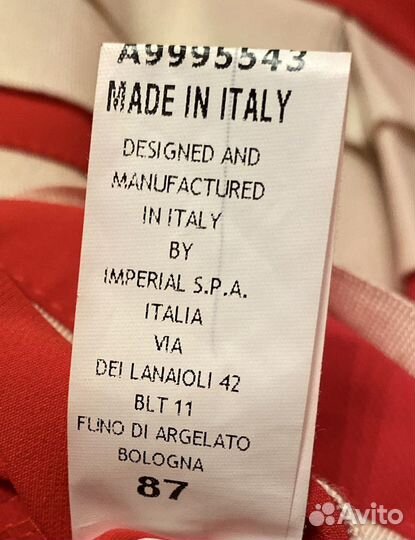 A9995543
MADE IN ITALY
DESIGNED AND
MANUFACTURED
IN ITALY
BY
IMPERIAL S.P.A.
ITALIA
VIA
DEI LANAIOLI 42
BLT 11
FUNO DI ARGELATO
BOLOGNA
87
Avito